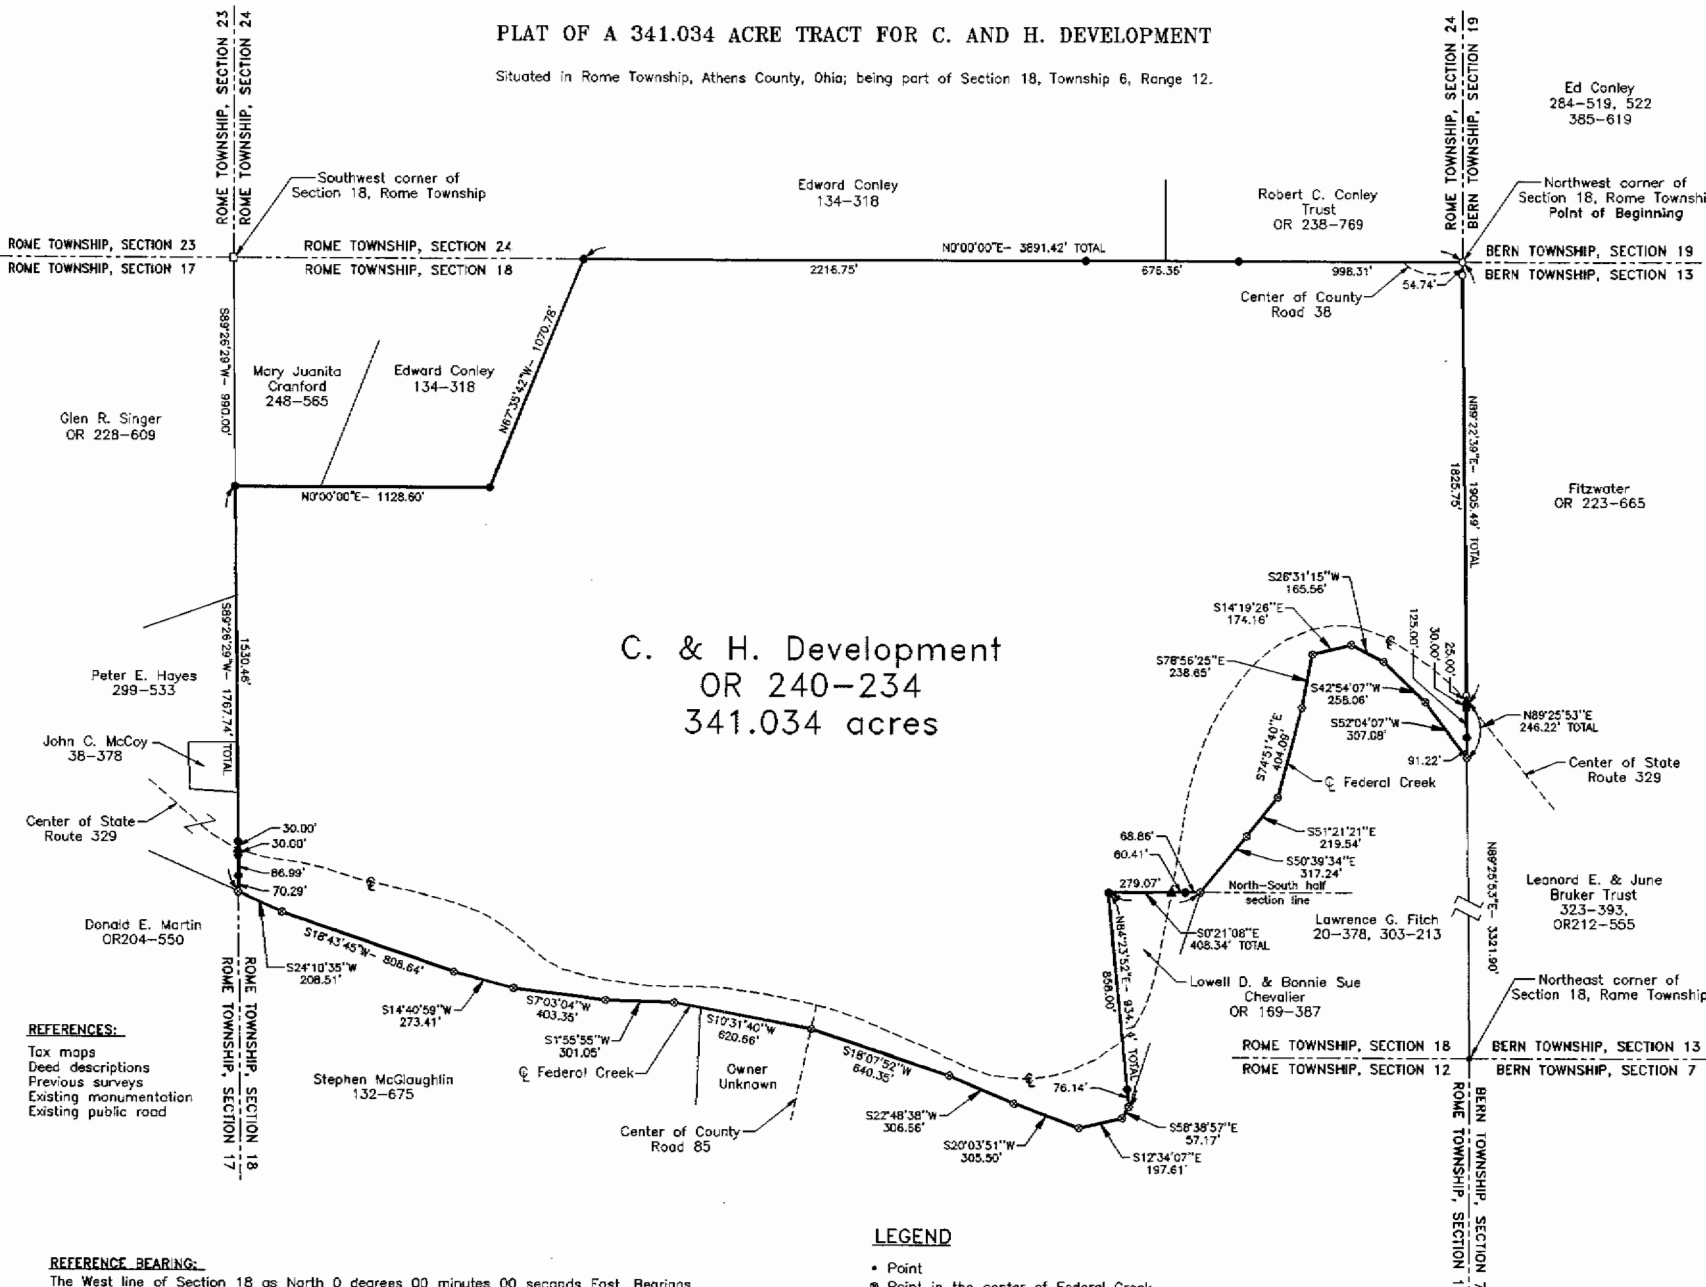 PLAT OF A 341.034 ACRE TRACT FOR C. AND H. DEVELOPMENT
Situated in Rome Township, Athens County, Ohio; being part of Section 18, Township 6, Range 12.
ROME TOWNSHIP, SECTION 23
ROME TOWNSHIP, SECTION 24
ROME TOWNSHIP, SECTION 24
BERN TOWNSHIP, SECTION 19
Ed Conley
284-519, 522
385-619
Southwest corner of
Section 18, Rome Township
Edward Conley
134-318
Robert C. Conley
Trust
OR 238-769
Northwest corner of
Section 18, Rome Townshi
Point of Beginning
ROME TOWNSHIP, SECTION 23
ROME TOWNSHIP, SECTION 17
ROME TOWNSHIP, SECTION 24
ROME TOWNSHIP, SECTION 18
N0°00'00"E- 3891.42' TOTAL
2216.75'
676.36'
998.31'
54.74'
BERN TOWNSHIP, SECTION 19
BERN TOWNSHIP, SECTION 13
Center of County
Road 38
S89°26'29"W- 990.00'
Mary Juanita
Cranford
248-565
Edward Conley
134-318
N67°35'42"W- 1070.78'
Glen R. Singer
OR 228-609
N0°00'00"E- 1128.60'
N89°22'39"E- 1905.49' TOTAL
1825.75'
Fitzwater
OR 223-665
C. & H. Development
OR 240-234
341.034 acres
S89°26'29"W- 1767.74' TOTAL
1530.46'
Peter E. Hayes
299-533
John C. McCoy
38-378
Center of State
Route 329
30.00'
30.00'
86.99'
70.29'
Donald E. Martin
OR204-550
S26°31'15"W
165.56'
S14°19'26"E
174.16'
S78°56'25"E
238.65'
125.00'
30.00'
25.00'
S42°54'07"W
258.06'
S52°04'07"W
307.08'
N89°25'53"E
246.22' TOTAL
91.22'
Center of State
Route 329
S74°51'40"E
404.09'
℄ Federal Creek
S51°21'21"E
219.54'
S50°39'34"E
317.24'
68.86'
60.41'
279.07'
North-South half
section line
S0°21'08"E
408.34' TOTAL
Lawrence G. Fitch
20-378, 303-213
N89°25'53"E- 3321.90'
Leonard E. & June
Bruker Trust
323-393,
OR212-555
N84°23'52"E- 934.14' TOTAL
858.00'
Lowell D. & Bonnie Sue
Chevalier
OR 169-387
Northeast corner of
Section 18, Rome Township
ROME TOWNSHIP, SECTION 18
ROME TOWNSHIP, SECTION 12
BERN TOWNSHIP, SECTION 13
BERN TOWNSHIP, SECTION 7
℄
℄
℄
S24°10'35"W
208.51'
S18°43'45"W- 808.64'
S14°40'59"W
273.41'
S7°03'04"W
403.35'
S1°55'55"W
301.05'
℄ Federal Creek
S10°31'40"W
620.66'
Owner
Unknown
Center of County
Road 85
S18°07'52"W
640.35'
S22°48'38"W
306.66'
S20°03'51"W
305.50'
76.14'
S58°38'57"E
57.17'
S12°34'07"E
197.61'
Stephen McGlaughlin
132-675
ROME TOWNSHIP, SECTION 17
ROME TOWNSHIP, SECTION 18
ROME TOWNSHIP, SECTION 1
BERN TOWNSHIP, SECTION 7
REFERENCES:
Tax maps
Deed descriptions
Previous surveys
Existing monumentation
Existing public road
REFERENCE BEARING:
The West line of Section 18 as North 0 degrees 00 minutes 00 seconds East. Bearings
LEGEND
• Point
Point in the center of Federal Creek